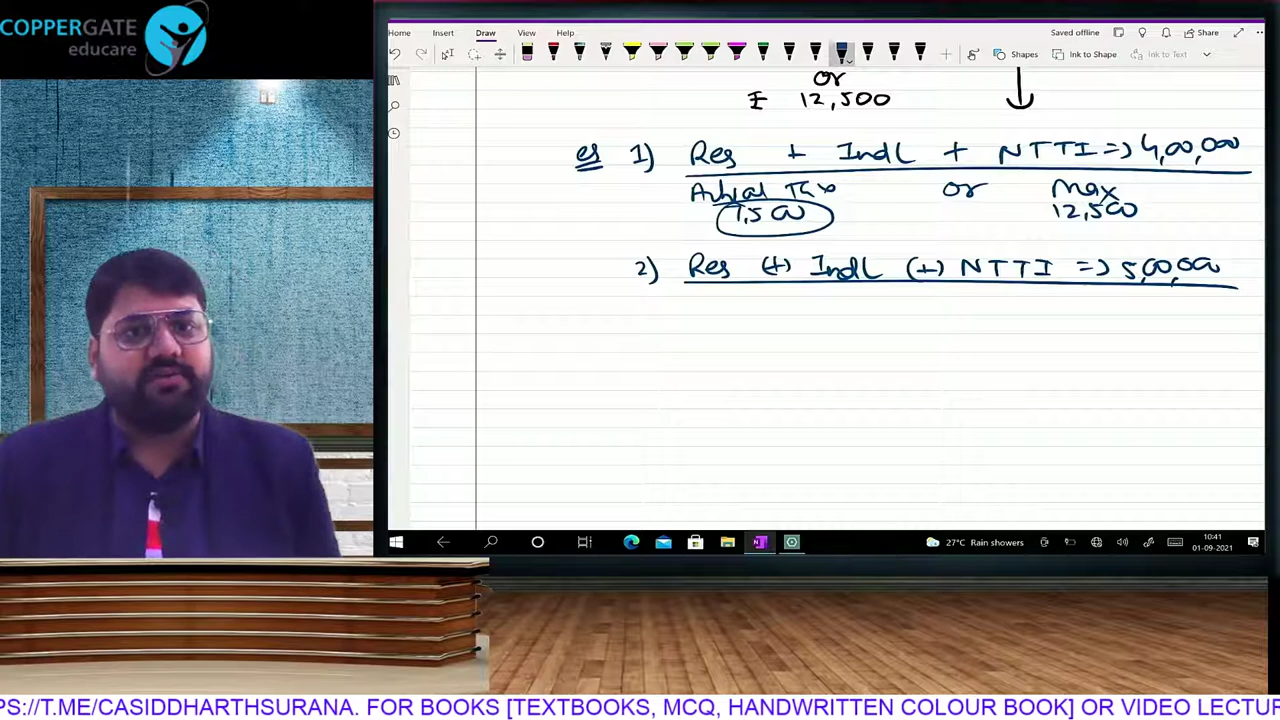 COPPERGATE
educare
Home Insert Draw View Help
Saved offline Share
Shapes Ink to Shape Ink to Text
or
₹ 12,500
eg 1) Res + Indl + NTTI => 4,00,000
Actual Tax or Max
7,500 12,500
2) Res (+) Indl (+) NTTI => 5,00,000
27°C Rain showers
10:41
01-09-2021
PS://T.ME/CASIDDHARTHSURANA. FOR BOOKS [TEXTBOOKS, MCQ, HANDWRITTEN COLOUR BOOK] OR VIDEO LECTUR